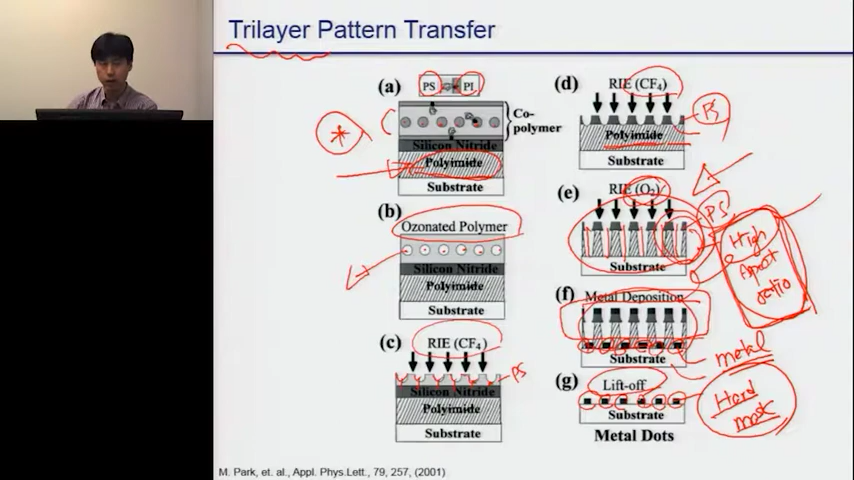 Trilayer Pattern Transfer
(a)
PS PI
Co-
polymer
Silicon Nitride
Polyimide
Substrate
*
(b)
Ozonated Polymer
Silicon Nitride
Polyimide
Substrate
(c)
RIE (CF₄)
PS
Silicon Nitride
Polyimide
Substrate
(d)
RIE (CF₄)
PS
Polyimide
Substrate
(e)
RIE (O₂)
PS
High
Aspect
ratio
Substrate
(f)
Metal Deposition
Substrate
metal
(g)
Lift-off
Substrate
Hard
mask
Metal Dots
M. Park, et. al., Appl. Phys.Lett., 79, 257, (2001)